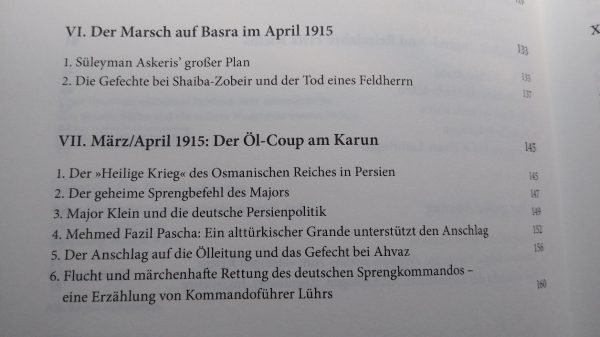 VI. Der Marsch auf Basra im April 1915 133
1. Süleyman Askeris’ großer Plan 133
2. Die Gefechte bei Shaiba-Zobeir und der Tod eines Feldherrn 137
VII. März/April 1915: Der Öl-Coup am Karun 145
1. Der »Heilige Krieg« des Osmanischen Reiches in Persien 145
2. Der geheime Sprengbefehl des Majors 147
3. Major Klein und die deutsche Persienpolitik 149
4. Mehmed Fazil Pascha: Ein alttürkischer Grande unterstützt den Anschlag 152
5. Der Anschlag auf die Ölleitung und das Gefecht bei Ahvaz 156
6. Flucht und märchenhafte Rettung des deutschen Sprengkommandos –
eine Erzählung von Kommandoführer Lührs 160
X